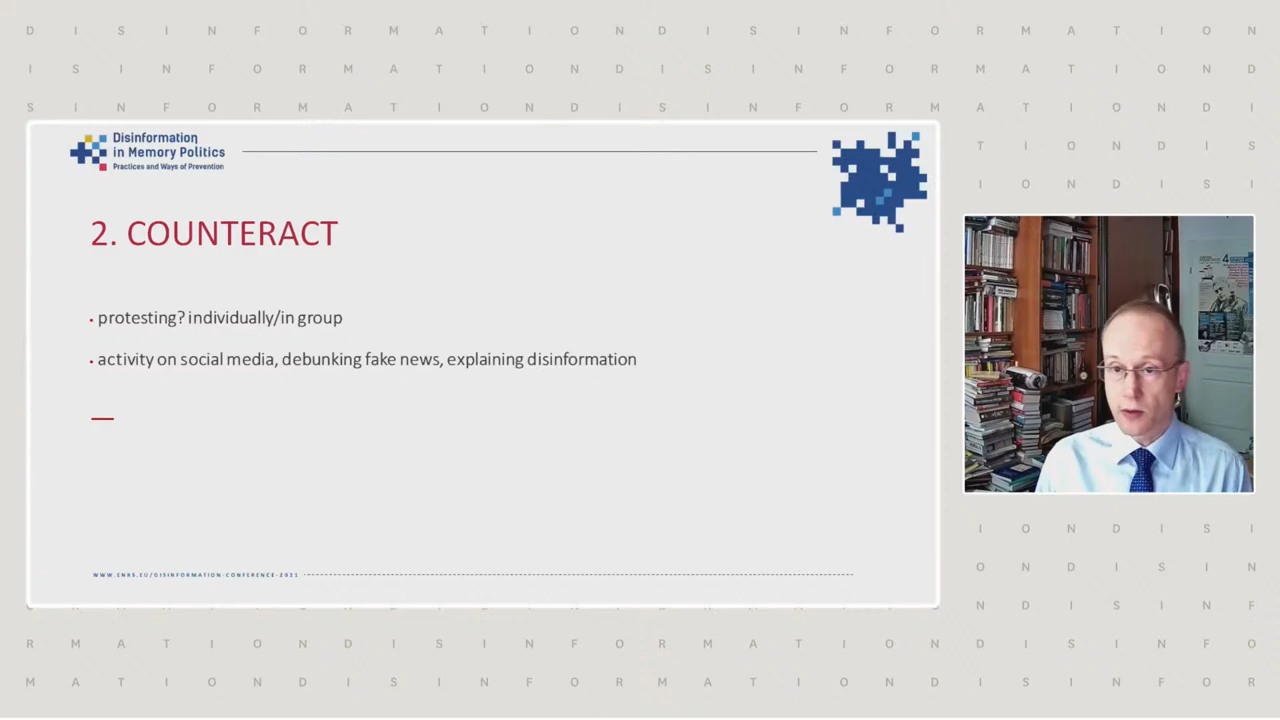 D I S I N F O R M A T I O N D I S I N F O R M A T I O N
I S I N F O R M A T I O N D I S I N F O R M A T I O N D
S I N F O R M A T I O N D I S I N F O R M A T I O N D I
T I O N D I S
I O N D I S I
Disinformation
in Memory Politics
Practices and Ways of Prevention
2. COUNTERACT
• protesting? individually/in group
• activity on social media, debunking fake news, explaining disinformation
WWW.ENRS.EU/DISINFORMATION-CONFERENCE-2021
I O N D I S I
O N D I S I N
N D I S I N F
R M A T I O N D I S I N F O R M A T I O N D I S I N F O
M A T I O N D I S I N F O R M A T I O N D I S I N F O R